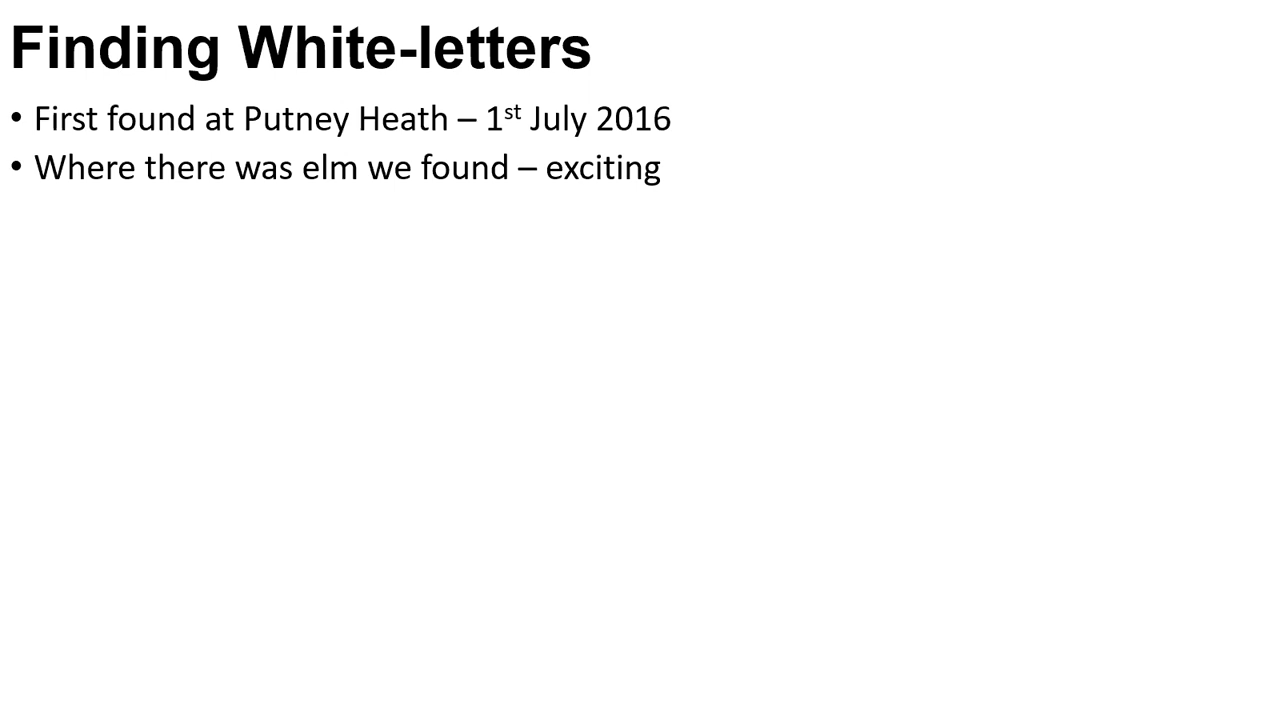 Finding White-letters
• First found at Putney Heath – 1st July 2016
• Where there was elm we found – exciting